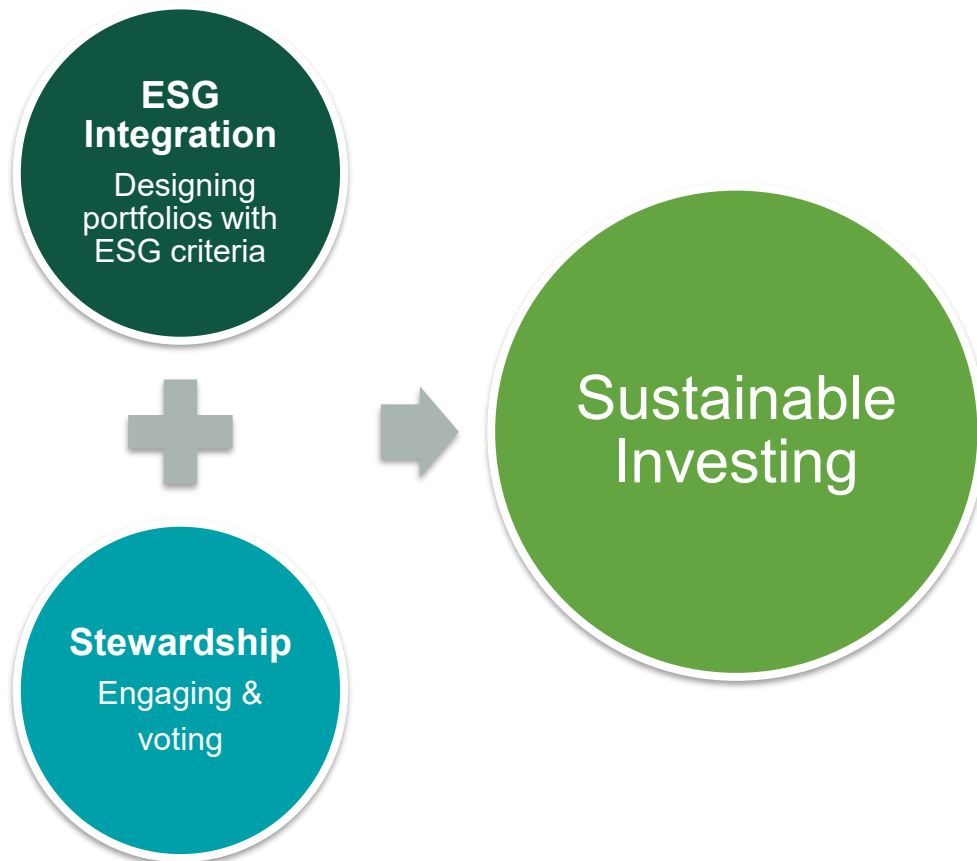 ESG
Integration
Designing
portfolios with
ESG criteria
Stewardship
Engaging &
voting
Sustainable
Investing